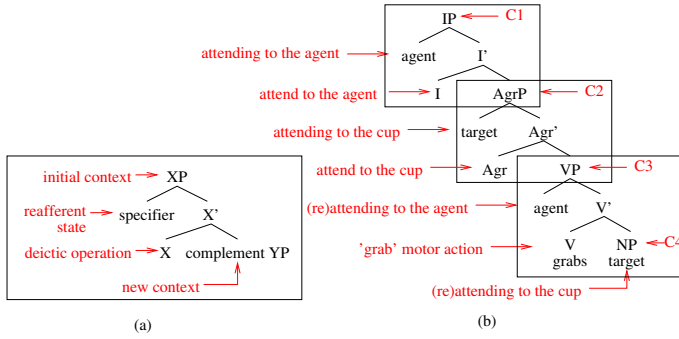 initial context
XP
reafferent
state
specifier
X'
deictic operation
X
complement YP
new context
(a)
IP
C1
attending to the agent
agent
I'
attend to the agent
I
AgrP
C2
attending to the cup
target
Agr'
attend to the cup
Agr
VP
C3
(re)attending to the agent
agent
V'
'grab' motor action
V
NP
C4
grabs
target
(re)attending to the cup
(b)